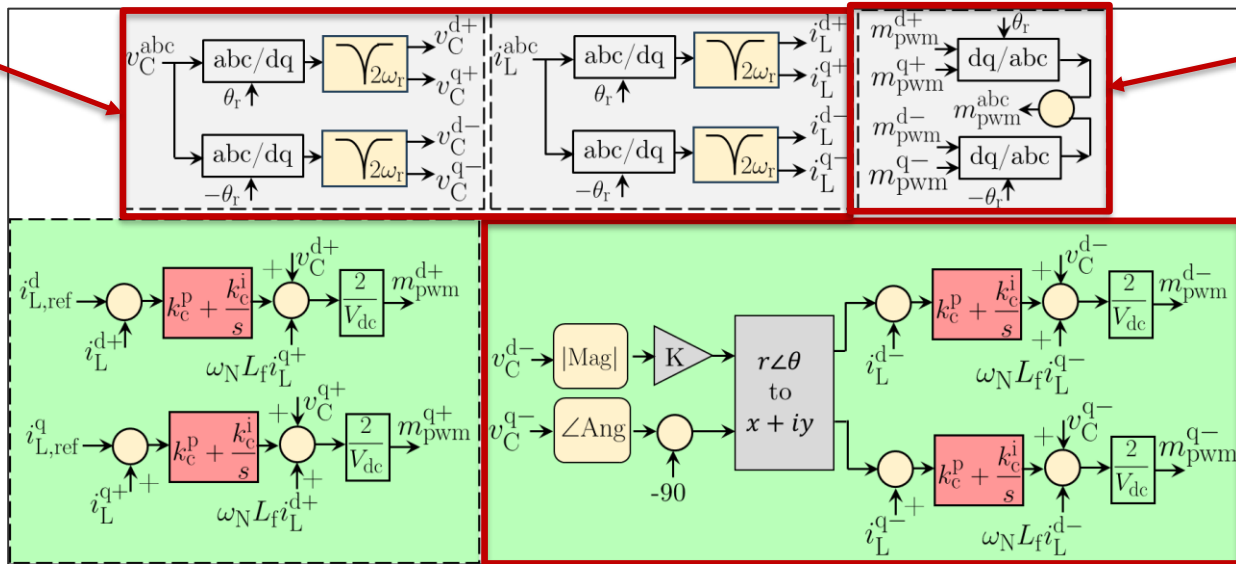 v_C^abc
abc/dq
θ_r
2ω_r
v_C^d+
v_C^q+
abc/dq
-θ_r
2ω_r
v_C^d-
v_C^q-
i_L^abc
abc/dq
θ_r
2ω_r
i_L^d+
i_L^q+
abc/dq
-θ_r
2ω_r
i_L^d-
i_L^q-
m_pwm^d+
m_pwm^q+
θ_r
dq/abc
m_pwm^abc
m_pwm^d-
m_pwm^q-
dq/abc
-θ_r
i_L,ref^d
i_L^d+
k_c^p + k_c^i/s
+
v_C^d+
ω_N L_f i_L^q+
2/V_dc
m_pwm^d+
i_L,ref^q
i_L^q+
+
k_c^p + k_c^i/s
+
v_C^q+
+
ω_N L_f i_L^d+
2/V_dc
m_pwm^q+
v_C^d-
|Mag|
K
v_C^q-
∠Ang
-90
r∠θ
to
x + iy
i_L^d-
k_c^p + k_c^i/s
+
v_C^d-
+
ω_N L_f i_L^q-
2/V_dc
m_pwm^d-
i_L^q-
+
k_c^p + k_c^i/s
+
v_C^q-
ω_N L_f i_L^d-
2/V_dc
m_pwm^q-